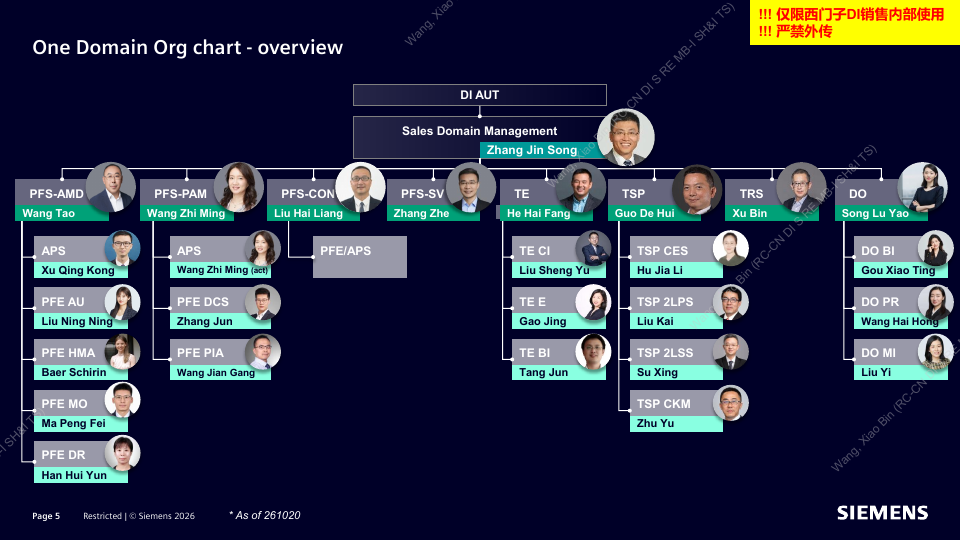 !!! 仅限西门子DI销售内部使用
!!! 严禁外传
One Domain Org chart - overview
DI AUT
Sales Domain Management
Zhang Jin Song
PFS-AMD
Wang Tao
PFS-PAM
Wang Zhi Ming
PFS-CON
Liu Hai Liang
PFS-SV
Zhang Zhe
TE
He Hai Fang
TSP
Guo De Hui
TRS
Xu Bin
DO
Song Lu Yao
APS
Xu Qing Kong
PFE AU
Liu Ning Ning
PFE HMA
Baer Schirin
PFE MO
Ma Peng Fei
PFE DR
Han Hui Yun
APS
Wang Zhi Ming (act)
PFE DCS
Zhang Jun
PFE PIA
Wang Jian Gang
PFE/APS
TE CI
Liu Sheng Yu
TE E
Gao Jing
TE BI
Tang Jun
TSP CES
Hu Jia Li
TSP 2LPS
Liu Kai
TSP 2LSS
Su Xing
TSP CKM
Zhu Yu
DO BI
Gou Xiao Ting
DO PR
Wang Hai Hong
DO MI
Liu Yi
Page 5
Restricted | © Siemens 2026
* As of 261020
SIEMENS